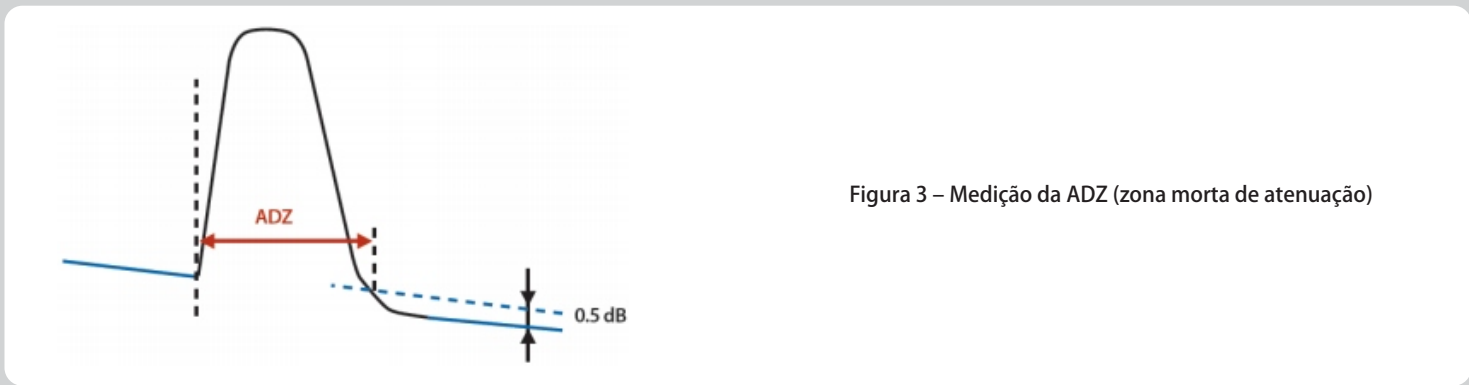 ADZ
0.5 dB
Figura 3 – Medição da ADZ (zona morta de atenuação)